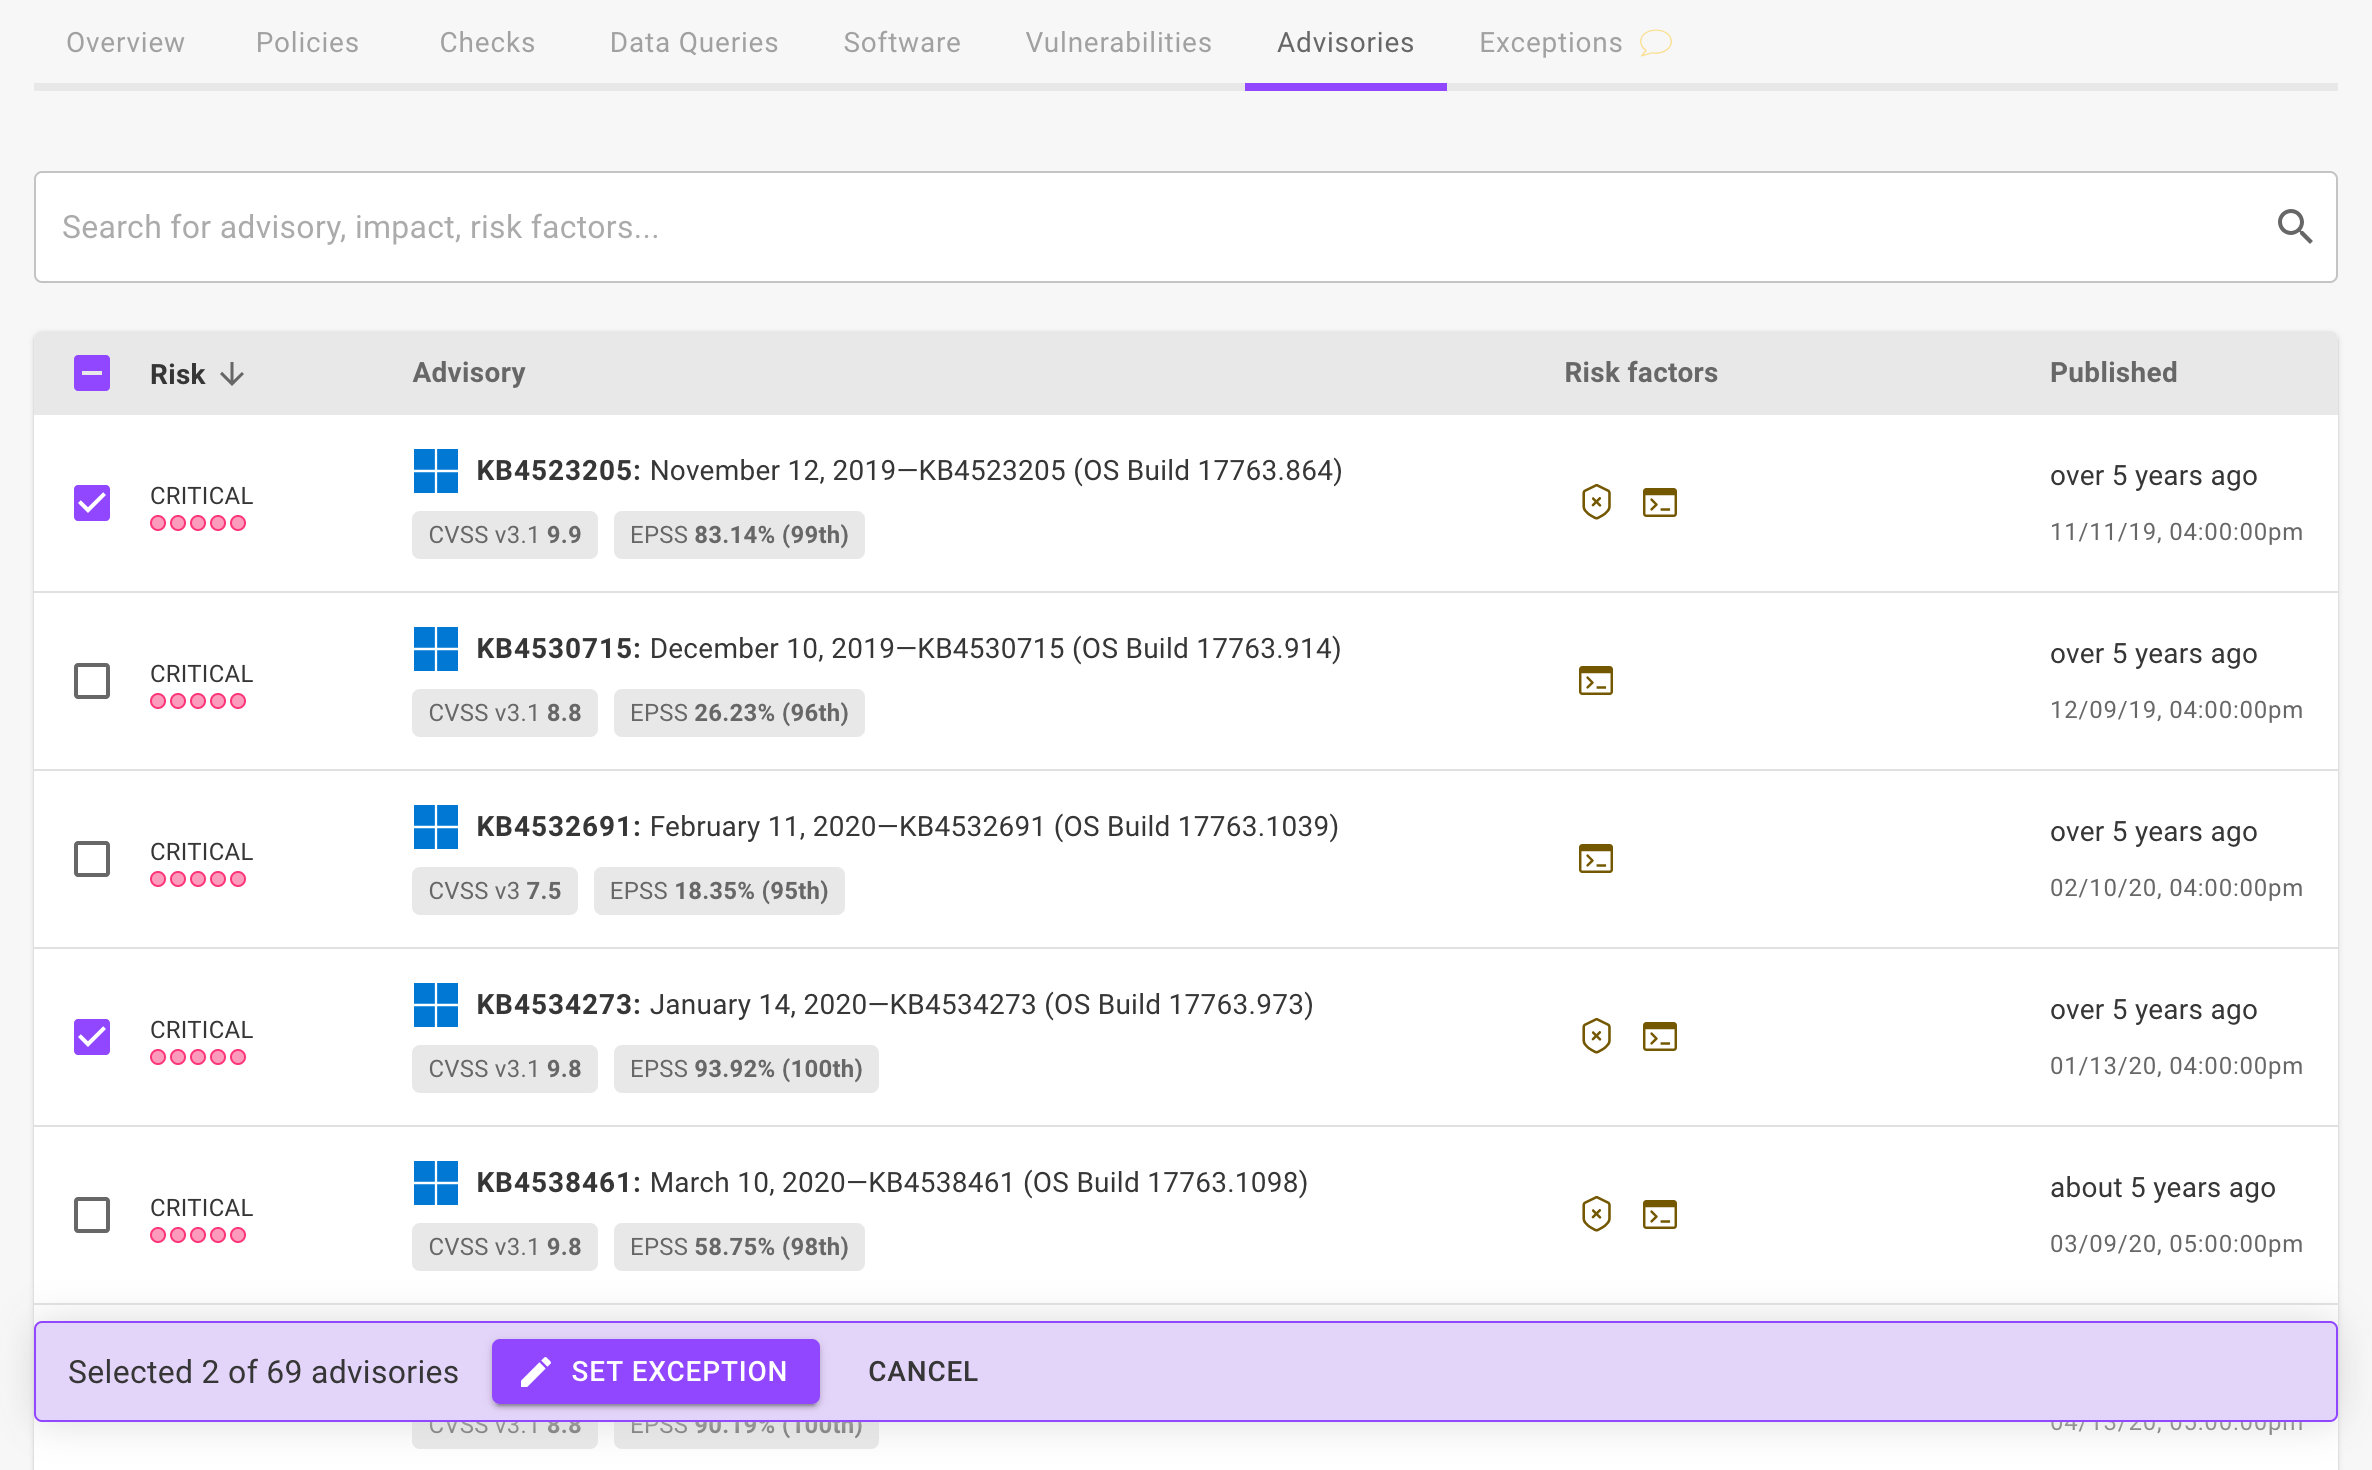 Overview Policies Checks Data Queries Software Vulnerabilities Advisories Exceptions
Search for advisory, impact, risk factors...
Risk Advisory Risk factors Published
KB4523205: November 12, 2019—KB4523205 (OS Build 17763.864)
CRITICAL
CVSS v3.1 9.9 EPSS 83.14% (99th)
over 5 years ago
11/11/19, 04:00:00pm
KB4530715: December 10, 2019—KB4530715 (OS Build 17763.914)
CRITICAL
CVSS v3.1 8.8 EPSS 26.23% (96th)
over 5 years ago
12/09/19, 04:00:00pm
KB4532691: February 11, 2020—KB4532691 (OS Build 17763.1039)
CRITICAL
CVSS v3 7.5 EPSS 18.35% (95th)
over 5 years ago
02/10/20, 04:00:00pm
KB4534273: January 14, 2020—KB4534273 (OS Build 17763.973)
CRITICAL
CVSS v3.1 9.8 EPSS 93.92% (100th)
over 5 years ago
01/13/20, 04:00:00pm
KB4538461: March 10, 2020—KB4538461 (OS Build 17763.1098)
CRITICAL
CVSS v3.1 9.8 EPSS 58.75% (98th)
about 5 years ago
03/09/20, 05:00:00pm
Selected 2 of 69 advisories SET EXCEPTION CANCEL
CVSS v3.1 8.8 EPSS 90.19% (100th)
04/13/20, 05:00:00pm